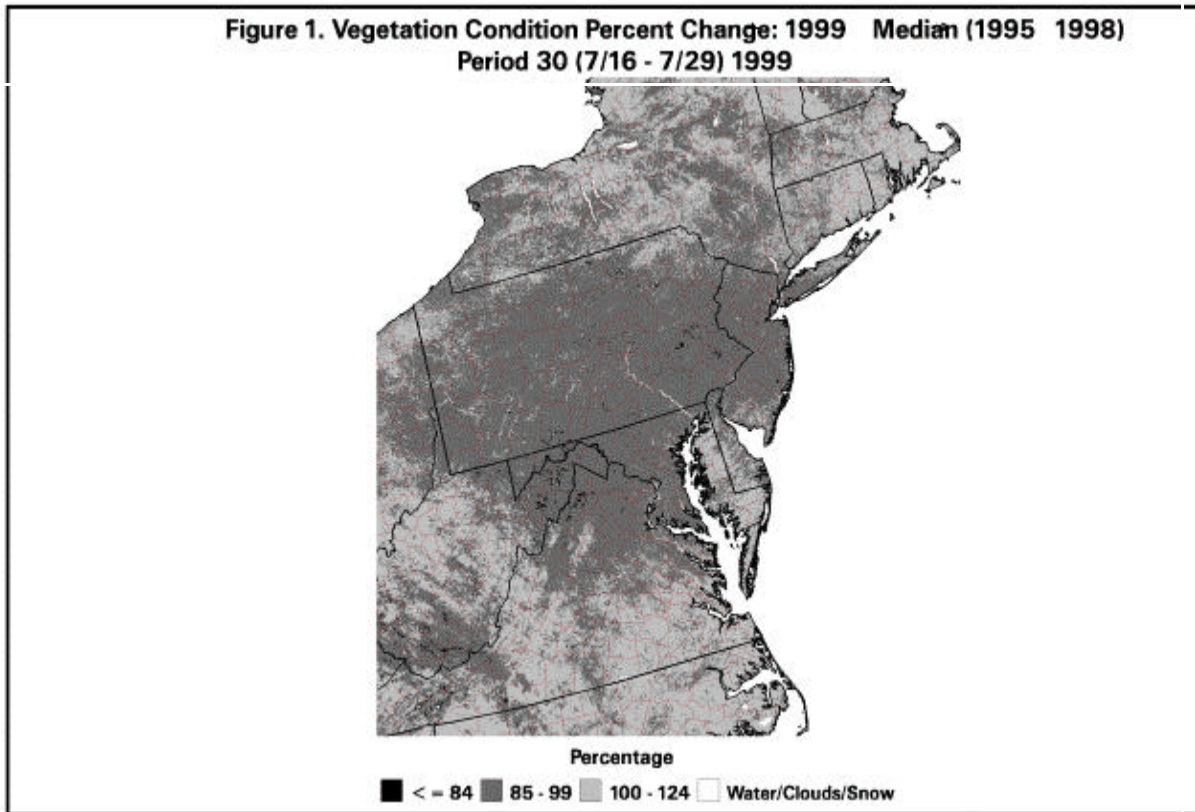 Figure 1. Vegetation Condition Percent Change: 1999 Median (1995 1998)
Period 30 (7/16 - 7/29) 1999
Percentage
< = 84 85 - 99 100 - 124 Water/Clouds/Snow